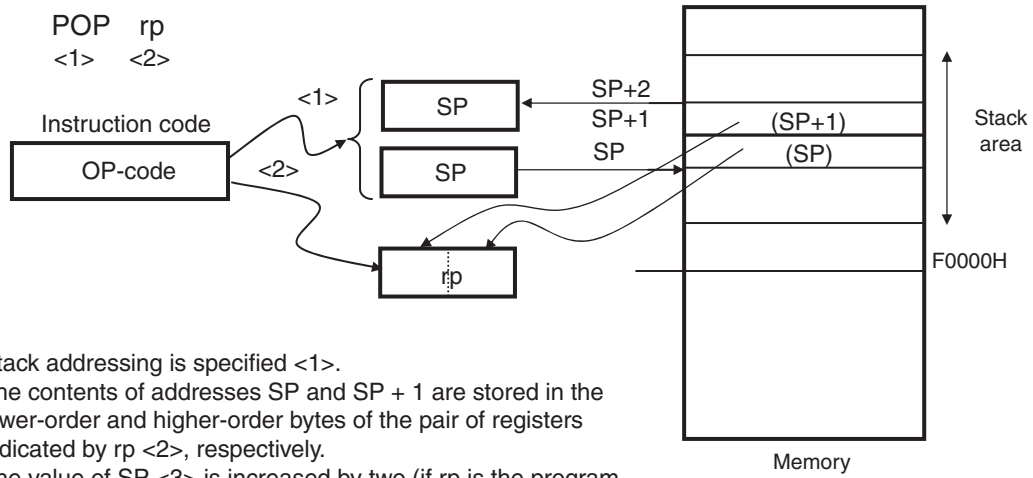 POP rp
<1> <2>
Instruction code
OP-code
<1>
<2>
SP
SP
rp
SP+2
SP+1
SP
(SP+1)
(SP)
Stack
area
F0000H
Memory
tack addressing is specified <1>.
he contents of addresses SP and SP + 1 are stored in the
wer-order and higher-order bytes of the pair of registers
dicated by rp <2>, respectively.
he value of SP <3> is increased by two (if rp is the program